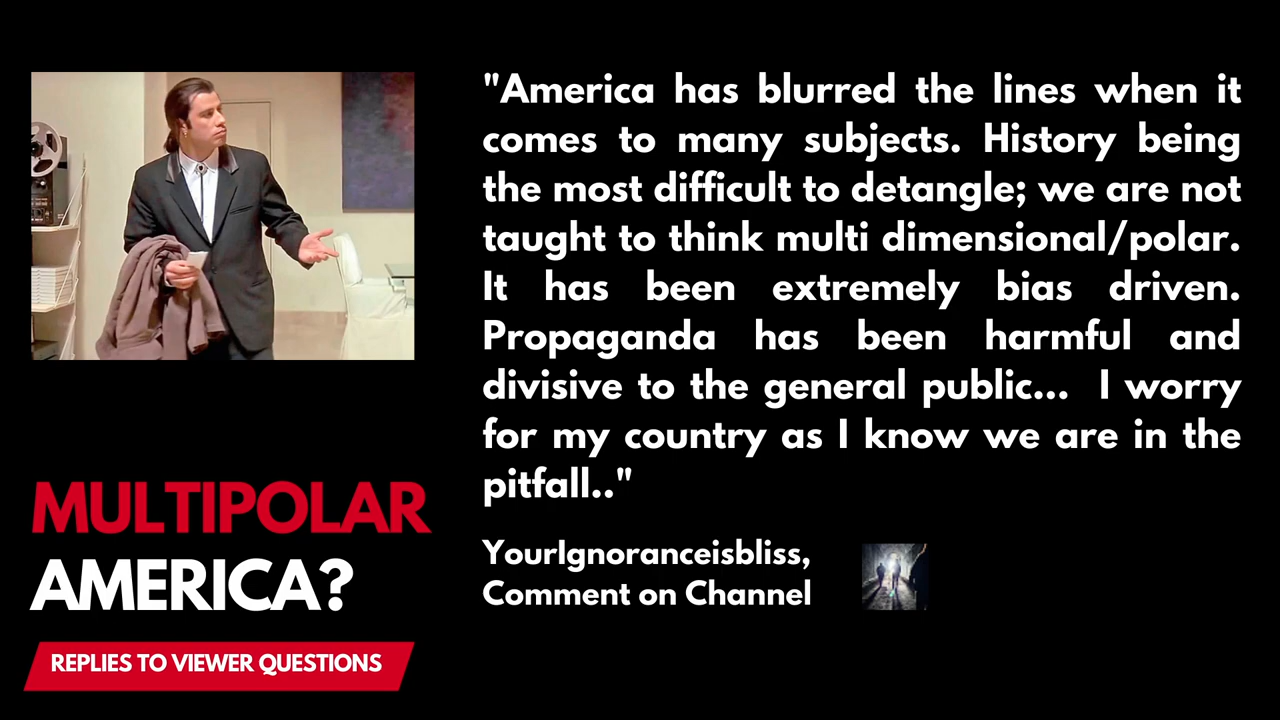 "America has blurred the lines when it
comes to many subjects. History being
the most difficult to detangle; we are not
taught to think multi dimensional/polar.
It has been extremely bias driven.
Propaganda has been harmful and
divisive to the general public... I worry
for my country as I know we are in the
pitfall.."
YourIgnoranceisbliss,
Comment on Channel
MULTIPOLAR
AMERICA?
REPLIES TO VIEWER QUESTIONS